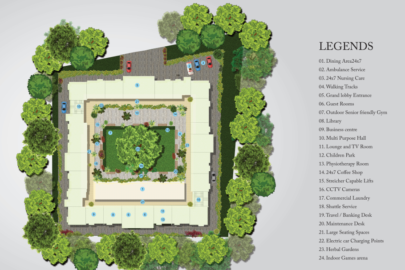 LEGENDS
01. Dining Area24x7
02. Ambulance Service
03. 24x7 Nursing Care
04. Walking Tracks
05. Grand lobby Entrance
06. Guest Rooms
07. Outdoor Senior friendly Gym
08. Library
09. Business centre
10. Multi Purpose Hall
11. Lounge and TV Room
12. Children Park
13. Physiotherapy Room
14. 24x7 Coffee Shop
15. Stretcher Capable Lifts
16. CCTV Cameras
17. Commercial Laundry
18. Shuttle Service
19. Travel / Banking Desk
20. Maintenance Desk
21. Large Seating Spaces
22. Electric car Charging Points
23. Herbal Gardens
24. Indoor Games arena